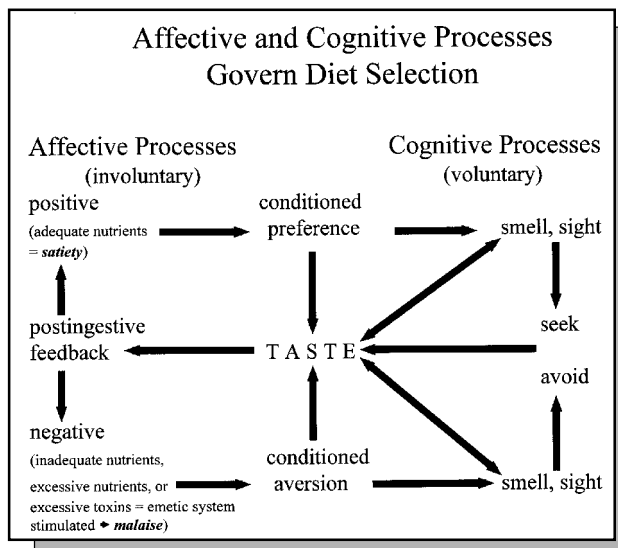 Affective and Cognitive Processes
Govern Diet Selection
Affective Processes
(involuntary)
Cognitive Processes
(voluntary)
positive
(adequate nutrients
= satiety)
conditioned
preference
smell, sight
postingestive
feedback
T A S T E
seek
avoid
negative
(inadequate nutrients,
excessive nutrients, or
excessive toxins = emetic system
stimulated → malaise)
conditioned
aversion
smell, sight